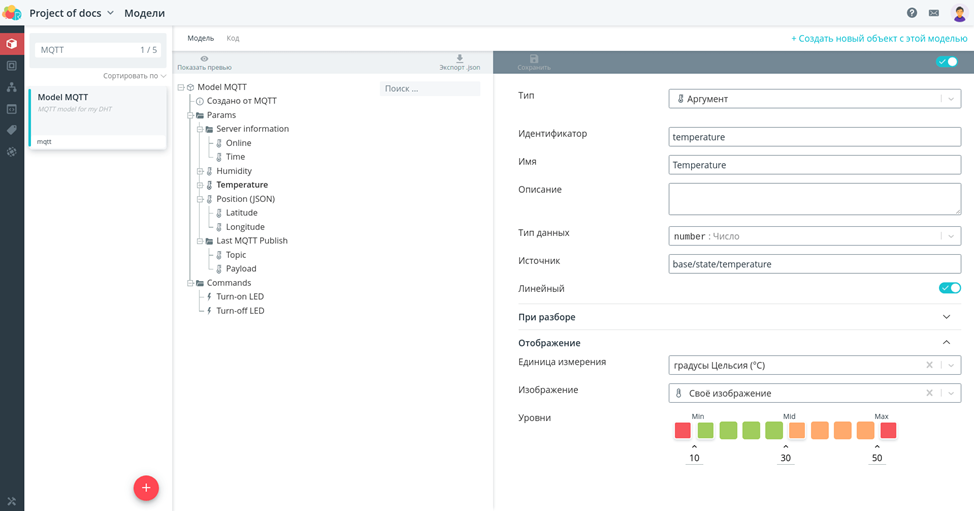 Project of docs Модели
MQTT 1 / 5
Сортировать по
Model MQTT
MQTT model for my DHT
mqtt
Модель Код
+ Создать новый объект с этой моделью
Показать превью
Экспорт .json
Сохранить
Поиск ...
Model MQTT
Создано от MQTT
Params
Server information
Online
Time
Humidity
Temperature
Position (JSON)
Latitude
Longitude
Last MQTT Publish
Topic
Payload
Commands
Turn-on LED
Turn-off LED
Тип Аргумент
Идентификатор temperature
Имя Temperature
Описание
Тип данных number : Число
Источник base/state/temperature
Линейный
При разборе
Отображение
Единица измерения градусы Цельсия (°C)
Изображение Своё изображение
Уровни Min Mid Max
10 30 50